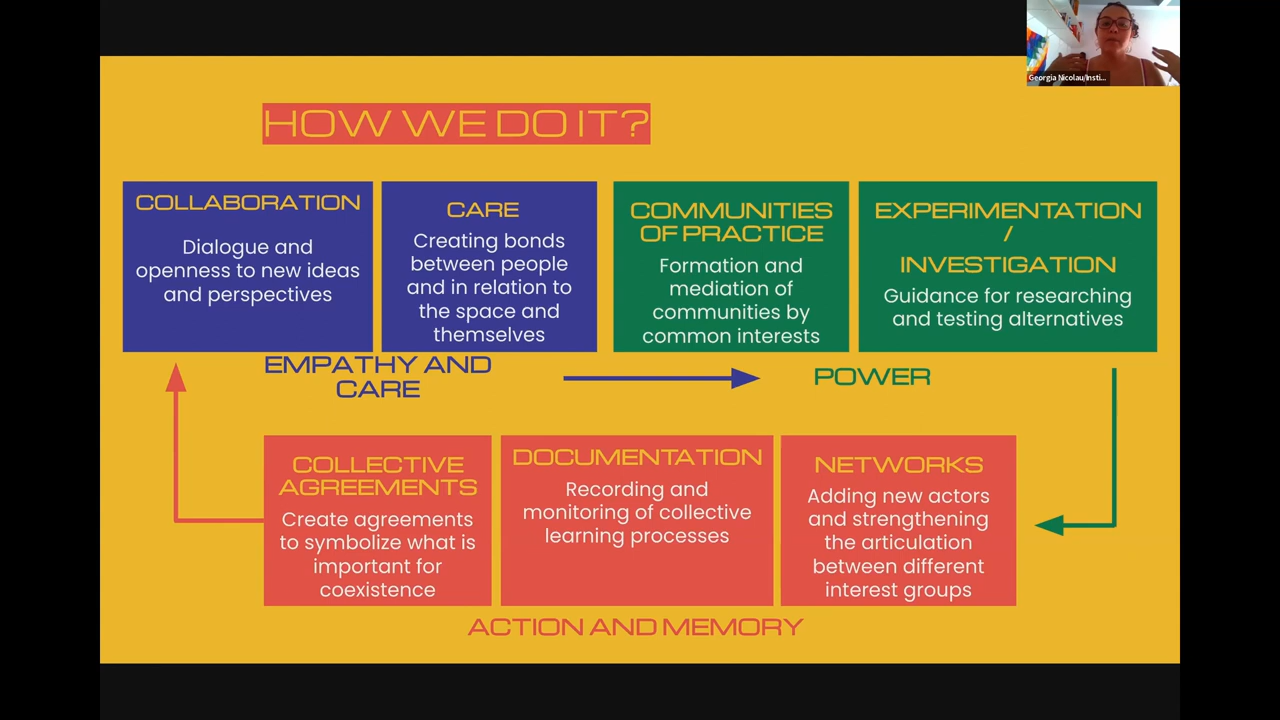 Georgia Nicolau/Insti...
HOW WE DO IT?
COLLABORATION
Dialogue and
openness to new ideas
and perspectives
CARE
Creating bonds
between people
and in relation to
the space and
themselves
COMMUNITIES
OF PRACTICE
Formation and
mediation of
communities by
common interests
EXPERIMENTATION
/
INVESTIGATION
Guidance for researching
and testing alternatives
EMPATHY AND
CARE
POWER
COLLECTIVE
AGREEMENTS
Create agreements
to symbolize what is
important for
coexistence
DOCUMENTATION
Recording and
monitoring of collective
learning processes
NETWORKS
Adding new actors
and strengthening
the articulation
between different
interest groups
ACTION AND MEMORY